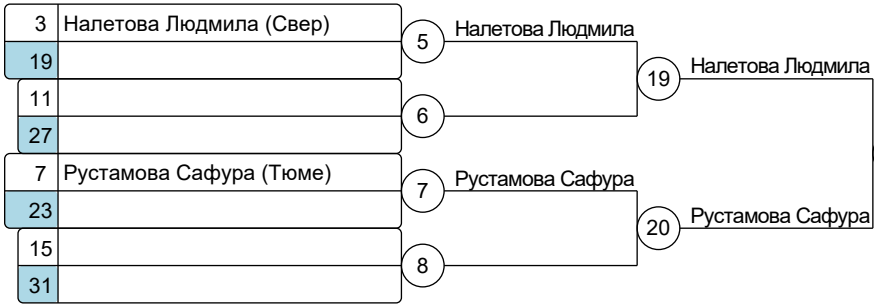 3 Налетова Людмила (Свер)
19
5 Налетова Людмила
19 Налетова Людмила
11
27
6
7 Рустамова Сафура (Тюме)
23
7 Рустамова Сафура
20 Рустамова Сафура
15
31
8